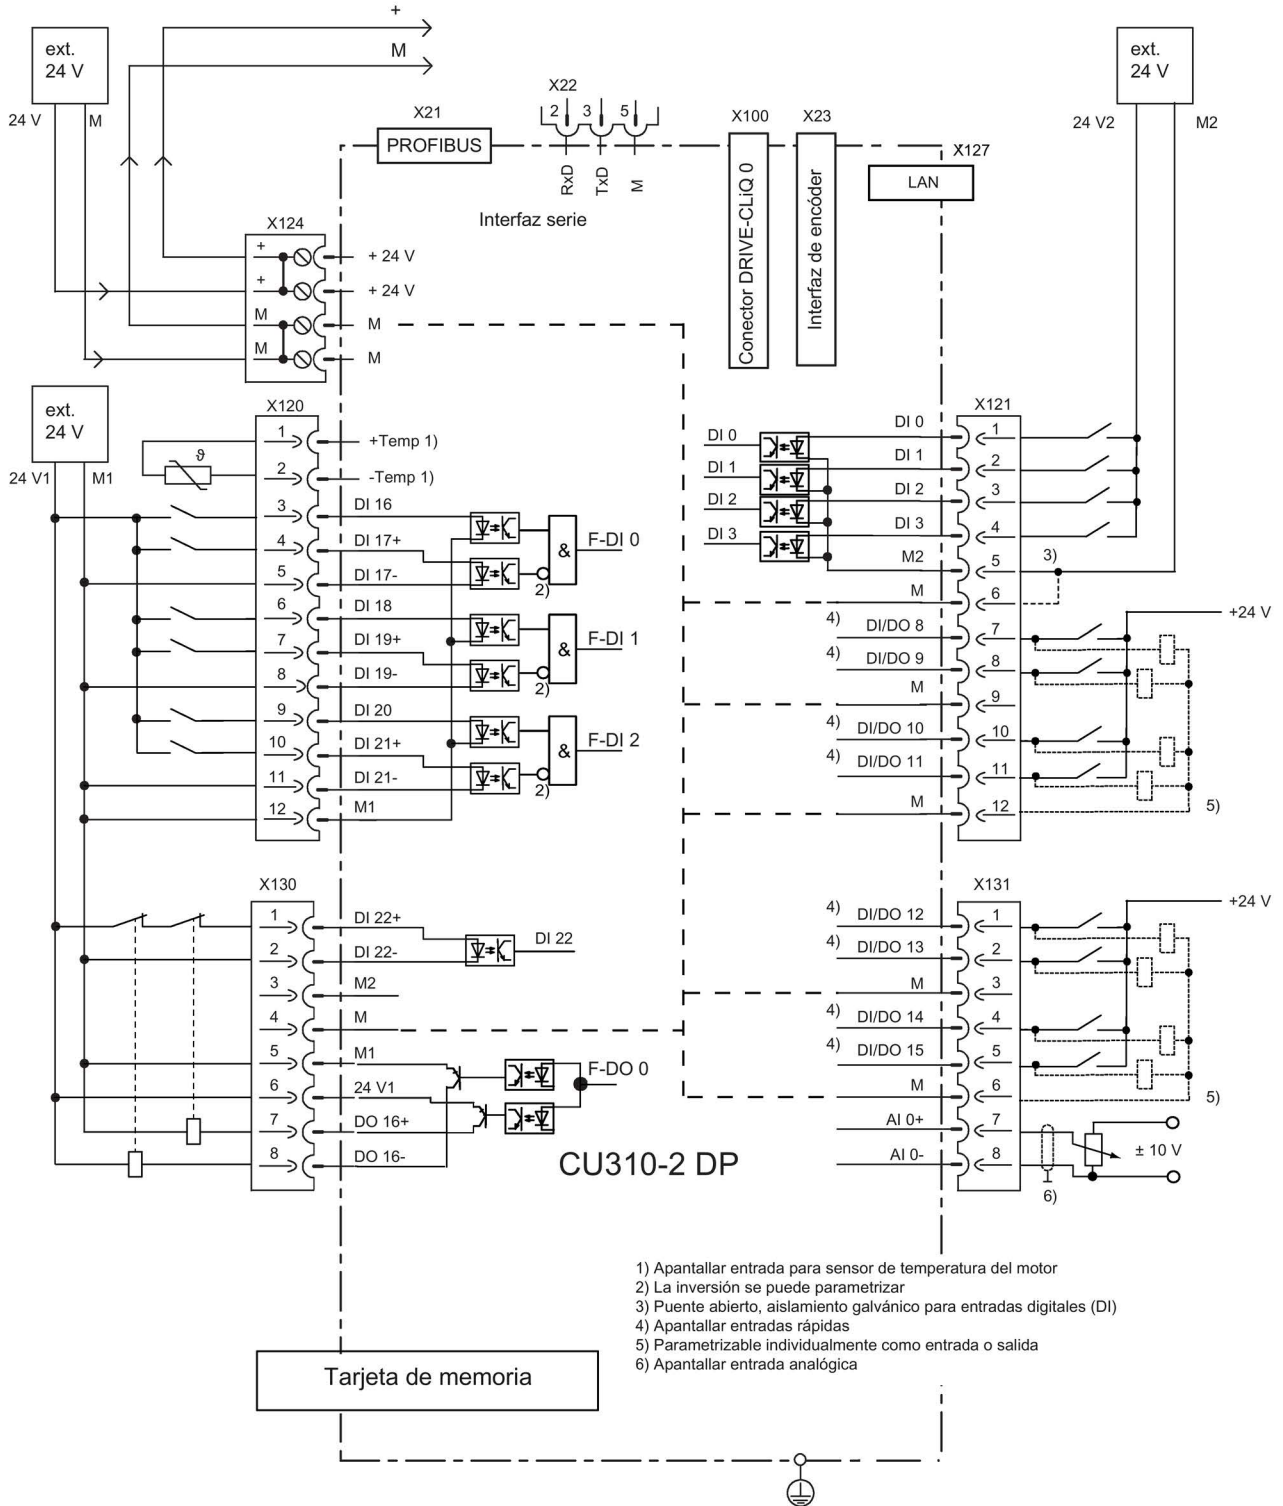 +
M
ext.
24 V
24 V
M
X21
PROFIBUS
X22
2 3 5
RxD
TxD
M
Interfaz serie
X100
Conector DRIVE-CLiQ 0
X23
Interfaz de encóder
X127
LAN
ext.
24 V
24 V2
M2
X124
+ + 24 V
+ + 24 V
M M
M M
ext.
24 V
24 V1
M1
X120
ϑ
1 +Temp 1)
2 -Temp 1)
3 DI 16
4 DI 17+
5 DI 17-
6 DI 18
7 DI 19+
8 DI 19-
9 DI 20
10 DI 21+
11 DI 21-
12 M1
& F-DI 0
2)
& F-DI 1
2)
& F-DI 2
2)
X121
DI 0 DI 0 1
DI 1 DI 1 2
DI 2 DI 2 3
DI 3 DI 3 4
M2 5
3)
M 6
+24 V
4) DI/DO 8 7
4) DI/DO 9 8
M 9
4) DI/DO 10 10
4) DI/DO 11 11
M 12
5)
X130
1 DI 22+
2 DI 22-
DI 22
3 M2
4 M
5 M1
6 24 V1
7 DO 16+
8 DO 16-
F-DO 0
X131
+24 V
4) DI/DO 12 1
4) DI/DO 13 2
M 3
4) DI/DO 14 4
4) DI/DO 15 5
M 6
5)
AI 0+ 7
AI 0- 8
± 10 V
6)
CU310-2 DP
1) Apantallar entrada para sensor de temperatura del motor
2) La inversión se puede parametrizar
3) Puente abierto, aislamiento galvánico para entradas digitales (DI)
4) Apantallar entradas rápidas
5) Parametrizable individualmente como entrada o salida
6) Apantallar entrada analógica
Tarjeta de memoria